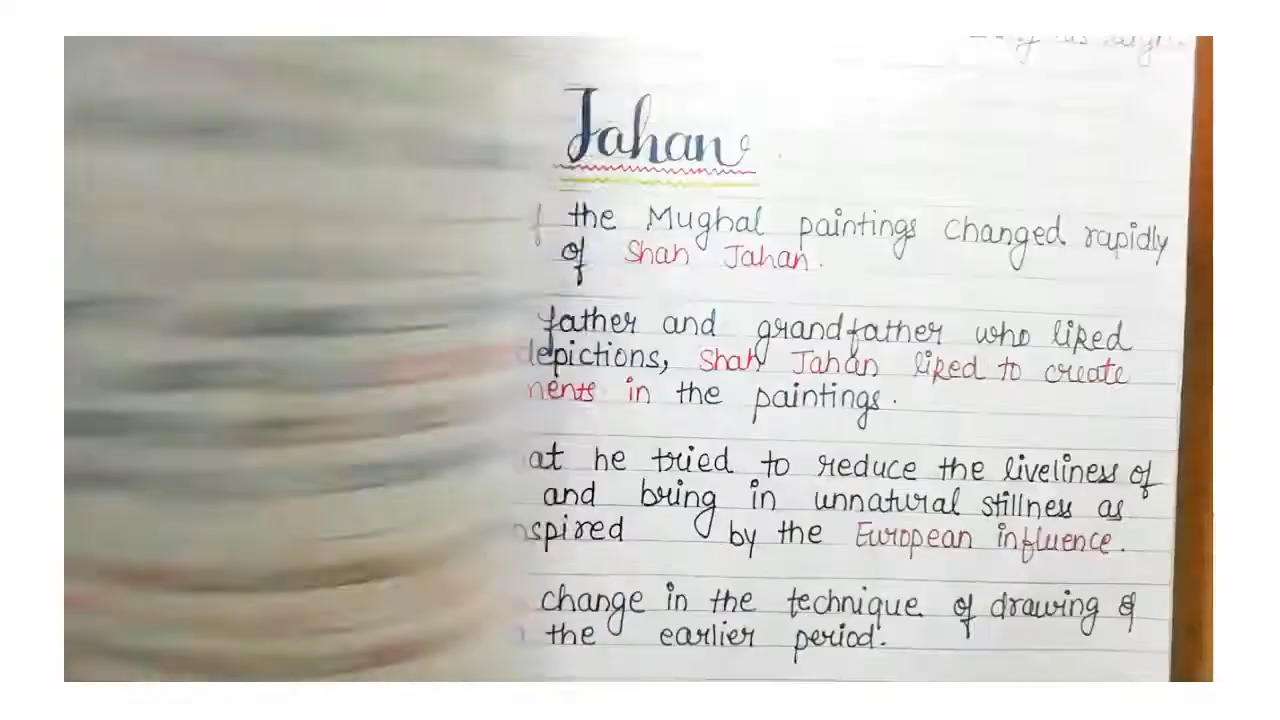 Jahan
the Mughal paintings changed rapidly
of Shah Jahan.
father and grandfather who liked
depictions, Shah Jahan liked to create
nents in the paintings.
at he tried to reduce the liveliness of
and bring in unnatural stillness as
nspired by the European influence.
change in the technique of drawing &
the earlier period.